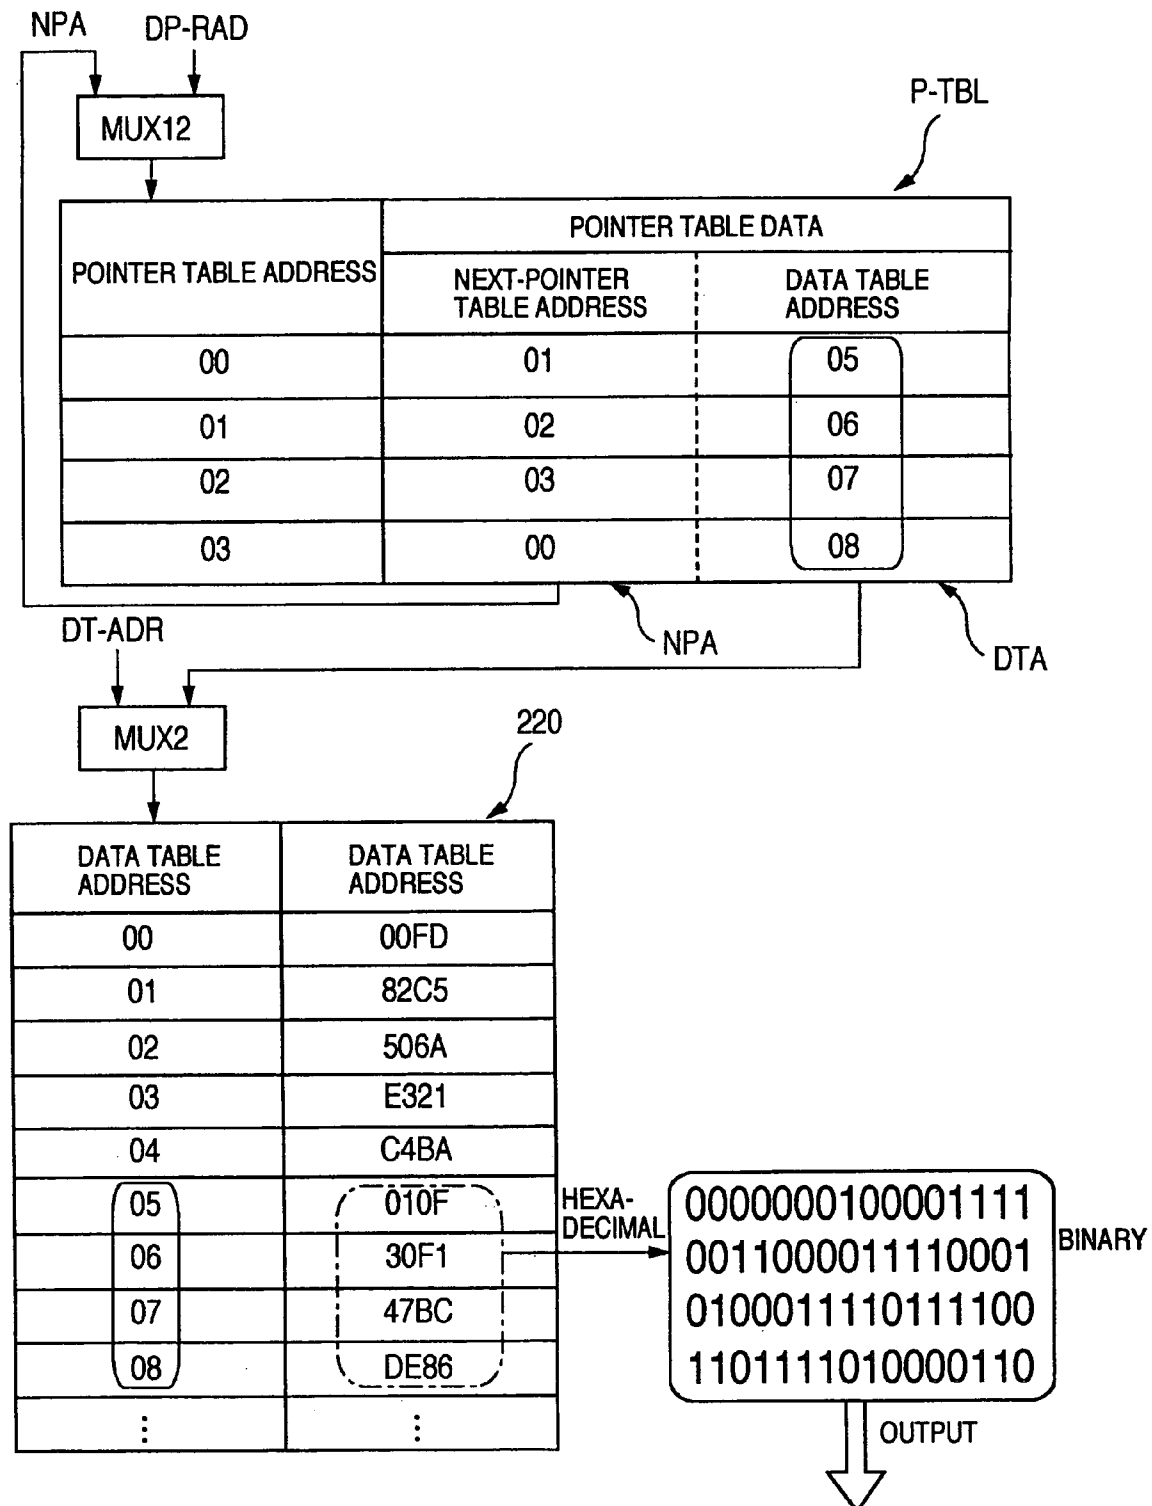 NPA DP-RAD
MUX12
P-TBL
POINTER TABLE ADDRESS
POINTER TABLE DATA
NEXT-POINTER
TABLE ADDRESS
DATA TABLE
ADDRESS
00 01 05
01 02 06
02 03 07
03 00 08
NPA
DTA
DT-ADR
MUX2
220
DATA TABLE
ADDRESS
DATA TABLE
ADDRESS
00 00FD
01 82C5
02 506A
03 E321
04 C4BA
05 010F
06 30F1
07 47BC
08 DE86
⋮ ⋮
HEXA-
DECIMAL
0000000100001111
0011000011110001
0100011110111100
1101111010000110
BINARY
OUTPUT